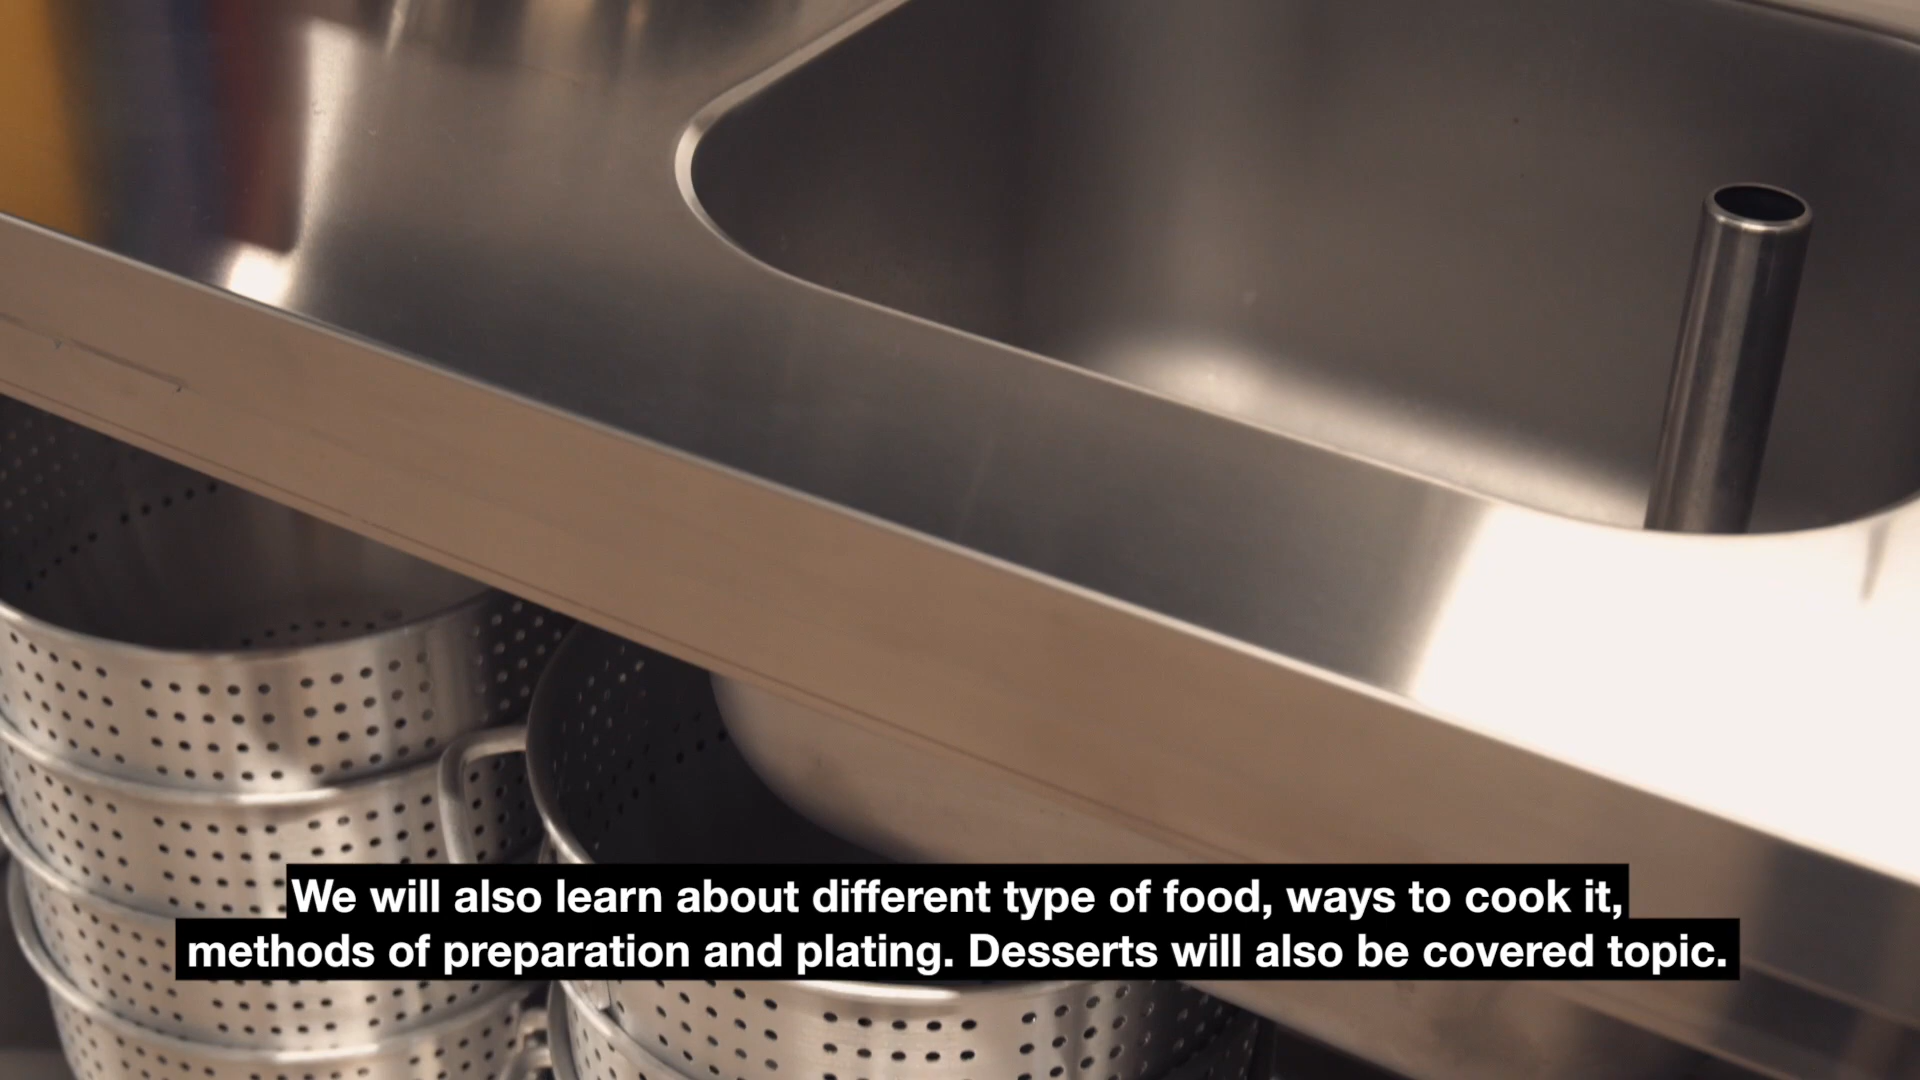 We will also learn about different type of food, ways to cook it,
methods of preparation and plating. Desserts will also be covered topic.